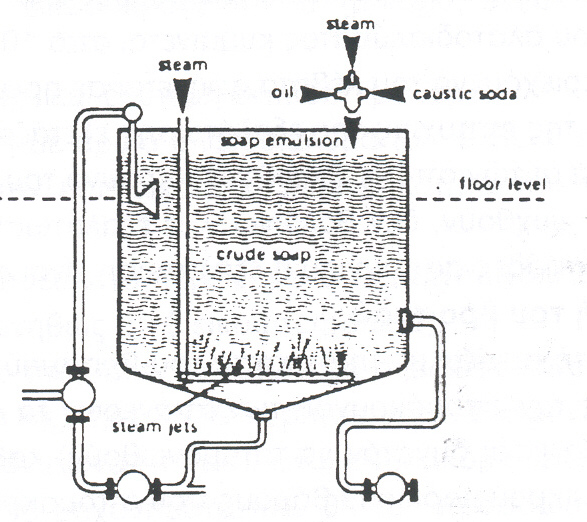 steam
steam
oil
caustic soda
soap emulsion
floor level
crude soap
steam jets